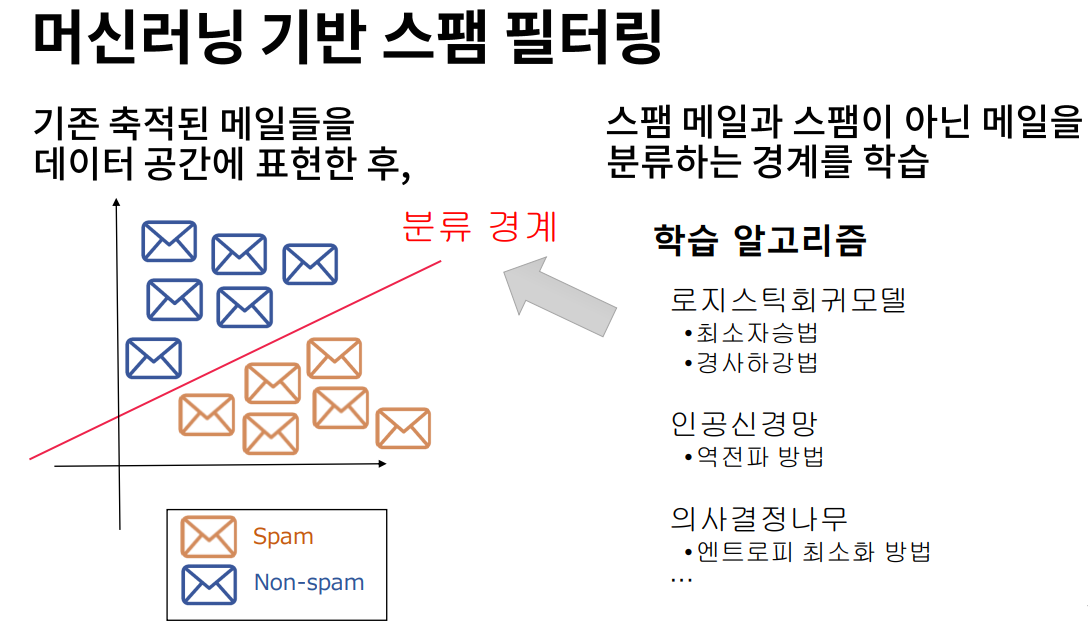 머신러닝 기반 스팸 필터링
기존 축적된 메일들을
데이터 공간에 표현한 후,
스팸 메일과 스팸이 아닌 메일을
분류하는 경계를 학습
분류 경계
학습 알고리즘
로지스틱회귀모델
•최소자승법
•경사하강법
인공신경망
•역전파 방법
의사결정나무
•엔트로피 최소화 방법
…
Spam
Non-spam